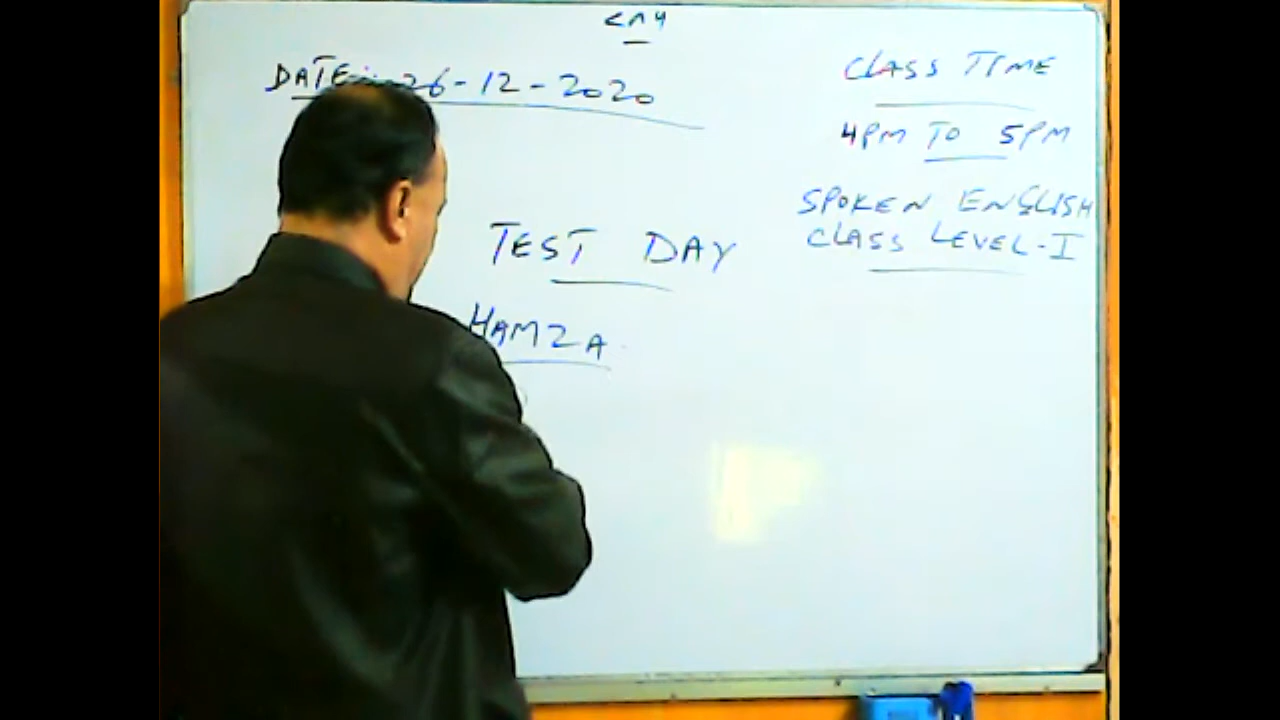 DATE: 26-12-2020
CLASS TIME
4PM TO 5PM
SPOKEN ENGLISH
CLASS LEVEL-I
TEST DAY
HAMZA